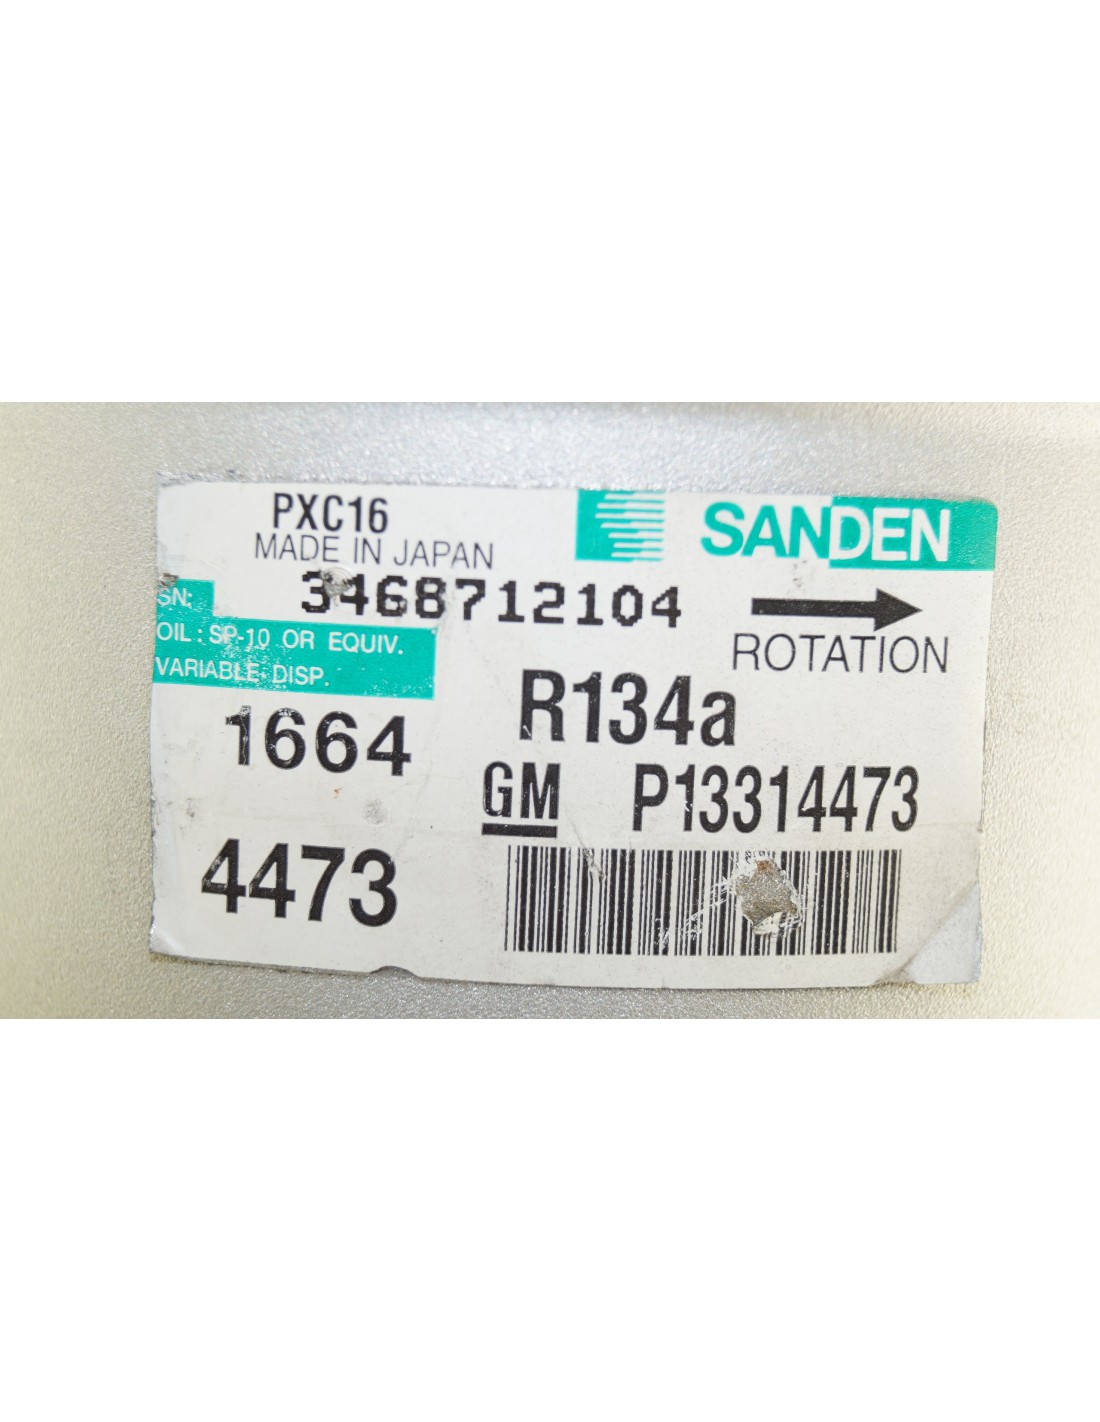 PXC16
SANDEN
MADE IN JAPAN
SN: 3468712104
ROTATION
OIL : SP-10 OR EQUIV.
VARIABLE DISP.
R134a
1664
GM P13314473
4473